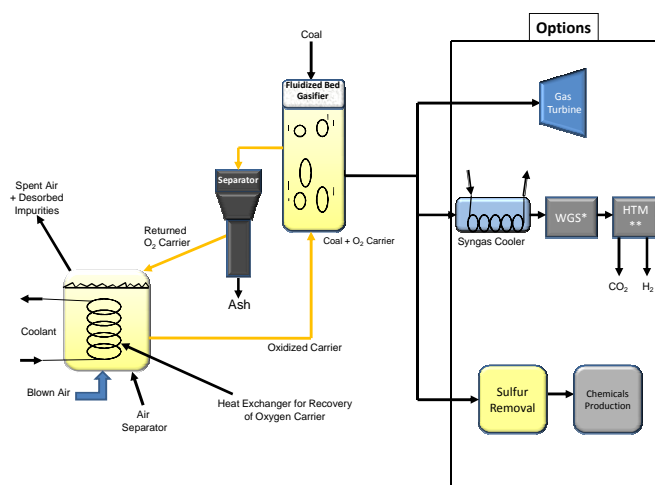 Options
Coal
Fluidized Bed
Gasifier
Gas
Turbine
Separator
Spent Air
+ Desorbed
Impurities
Returned
O₂ Carrier
Coal + O₂ Carrier
Syngas Cooler
WGS*
HTM
**
CO₂
H₂
Ash
Coolant
Oxidized Carrier
Blown Air
Air
Separator
Heat Exchanger for Recovery
of Oxygen Carrier
Sulfur
Removal
Chemicals
Production